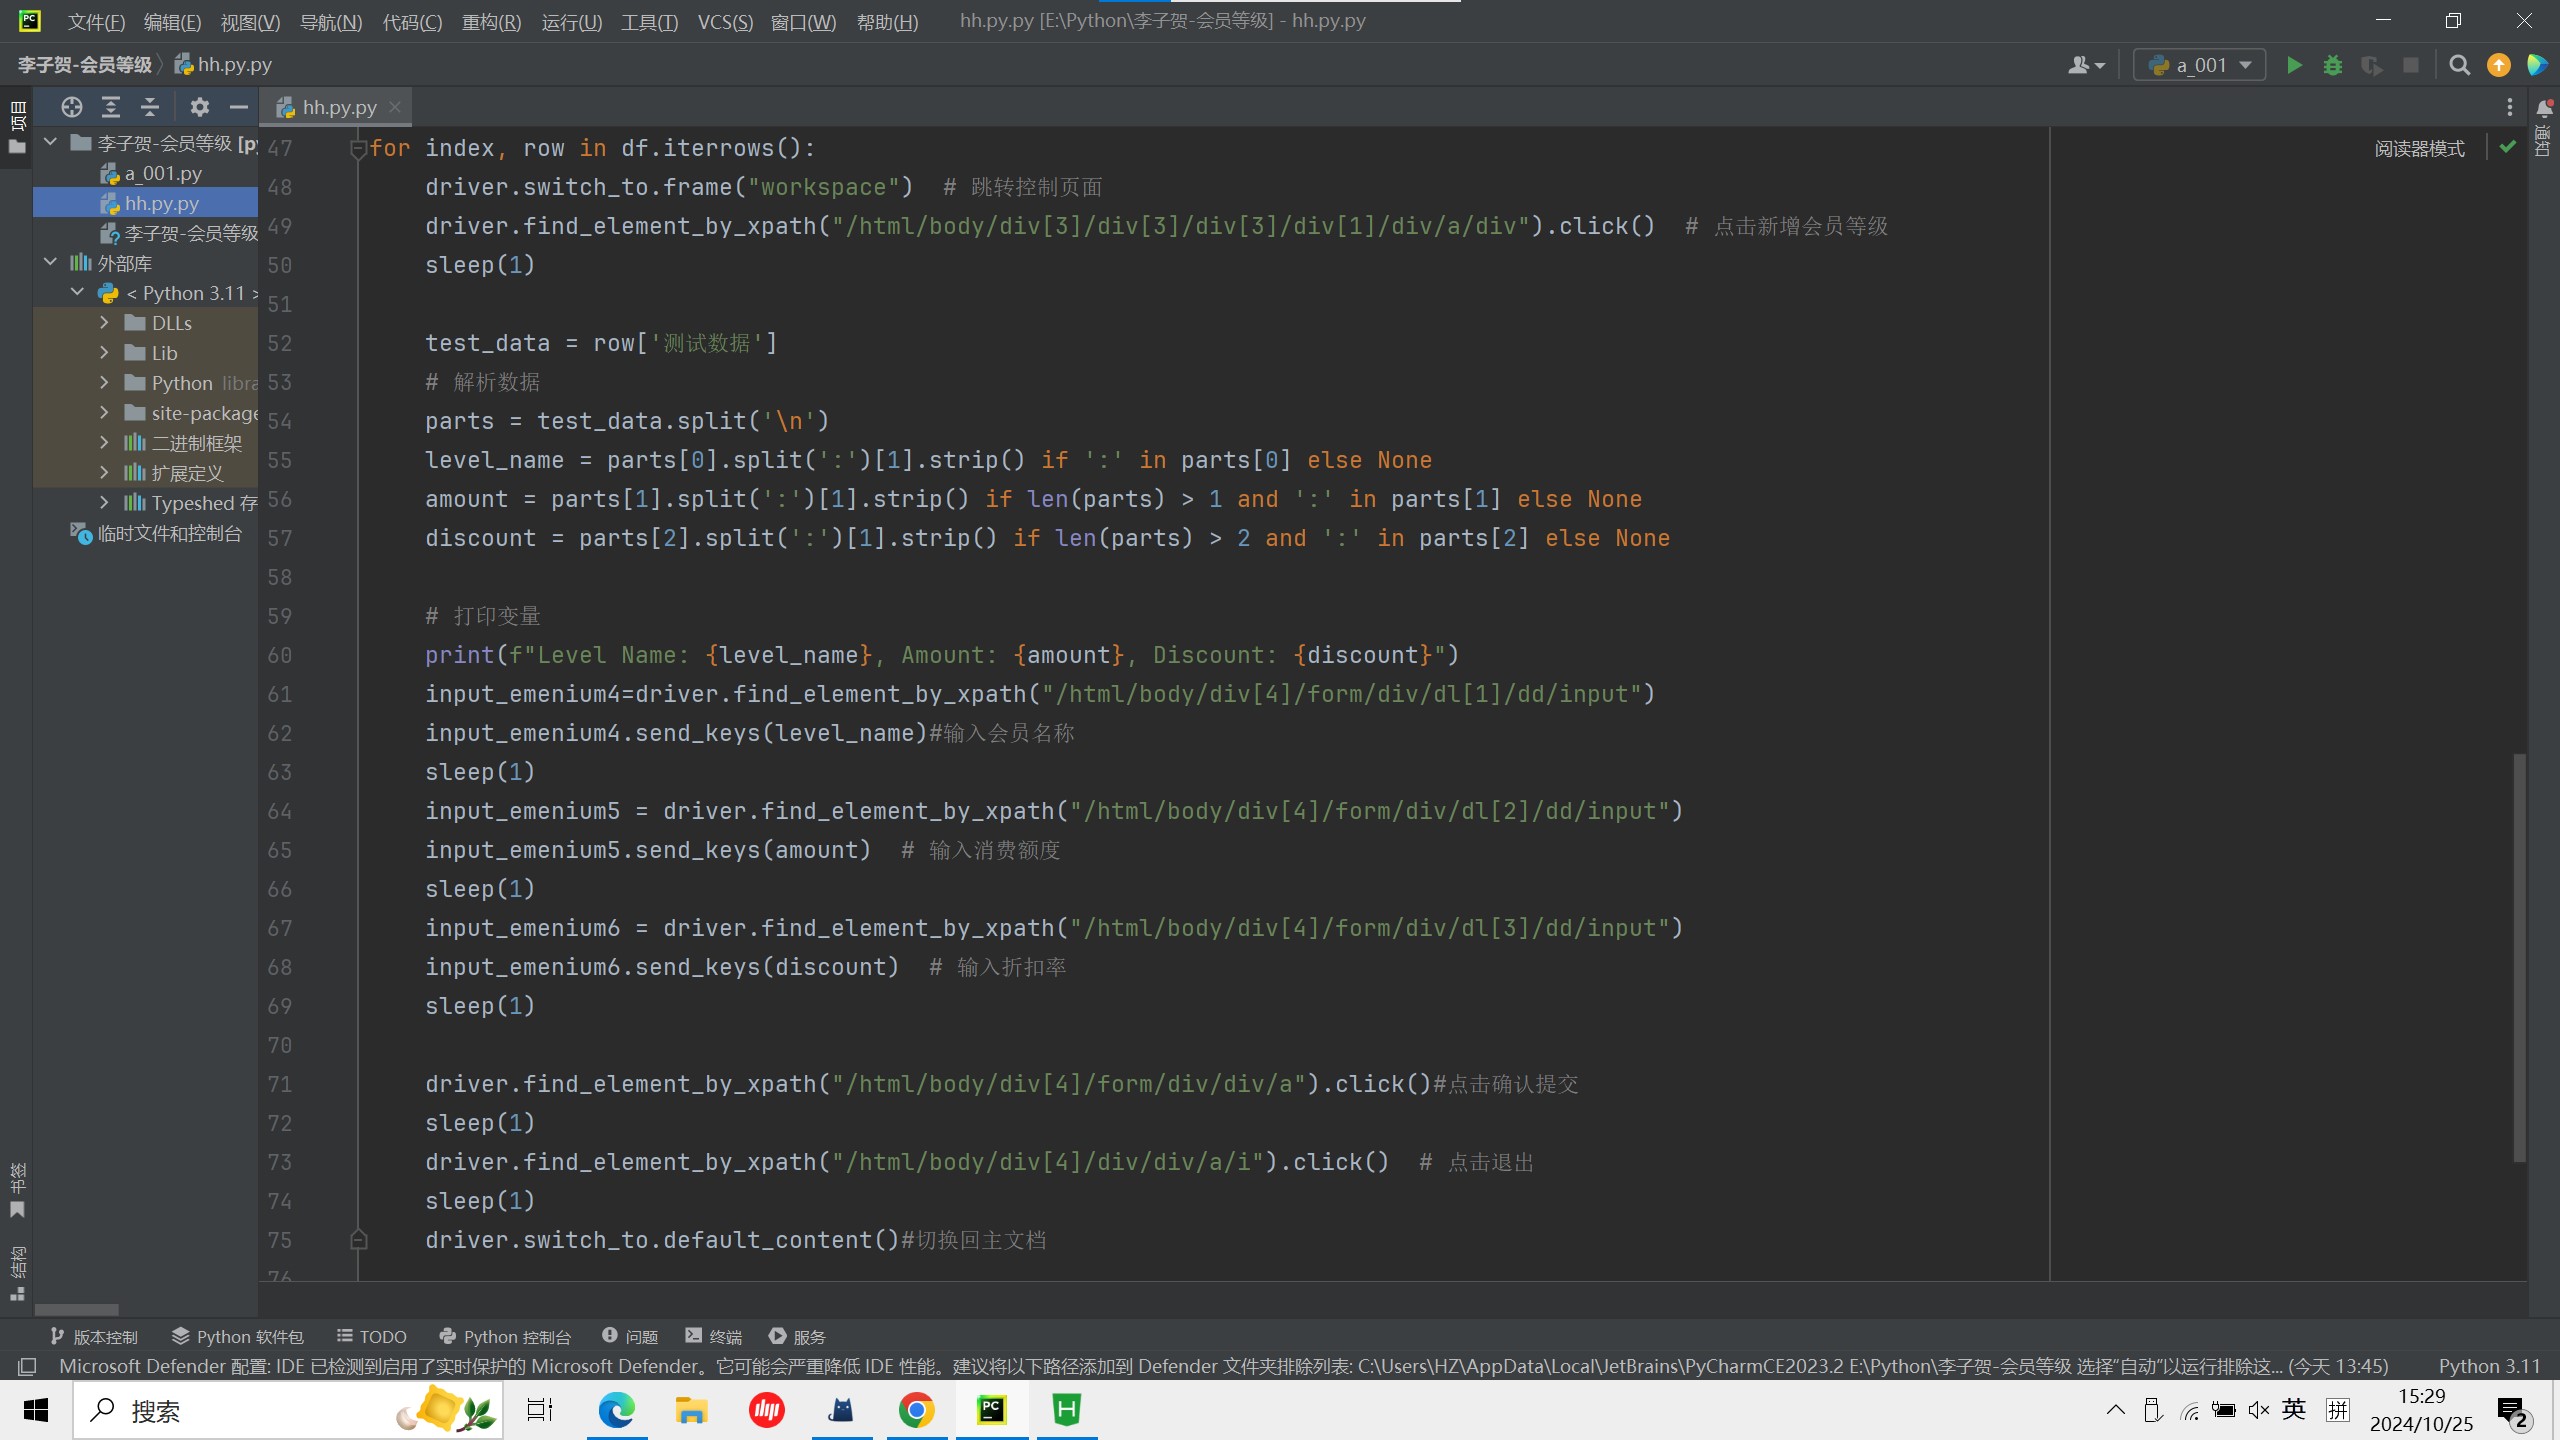 文件(F) 编辑(E) 视图(V) 导航(N) 代码(C) 重构(R) 运行(U) 工具(T) VCS(S) 窗口(W) 帮助(H) hh.py.py [E:\Python\李子贺-会员等级] - hh.py.py
李子贺-会员等级 hh.py.py a_001
项目
hh.py.py
通知
阅读器模式
李子贺-会员等级 [py
a_001.py
hh.py.py
李子贺-会员等级
外部库
< Python 3.11 >
DLLs
Lib
Python libra
site-package
二进制框架
扩展定义
Typeshed 存
临时文件和控制台
47 for index, row in df.iterrows():
48 driver.switch_to.frame("workspace") # 跳转控制页面
49 driver.find_element_by_xpath("/html/body/div[3]/div[3]/div[3]/div[1]/div/a/div").click() # 点击新增会员等级
50 sleep(1)
51
52 test_data = row['测试数据']
53 # 解析数据
54 parts = test_data.split('\n')
55 level_name = parts[0].split(':')[1].strip() if ':' in parts[0] else None
56 amount = parts[1].split(':')[1].strip() if len(parts) > 1 and ':' in parts[1] else None
57 discount = parts[2].split(':')[1].strip() if len(parts) > 2 and ':' in parts[2] else None
58
59 # 打印变量
60 print(f"Level Name: {level_name}, Amount: {amount}, Discount: {discount}")
61 input_emenium4=driver.find_element_by_xpath("/html/body/div[4]/form/div/dl[1]/dd/input")
62 input_emenium4.send_keys(level_name)#输入会员名称
63 sleep(1)
64 input_emenium5 = driver.find_element_by_xpath("/html/body/div[4]/form/div/dl[2]/dd/input")
65 input_emenium5.send_keys(amount) # 输入消费额度
66 sleep(1)
67 input_emenium6 = driver.find_element_by_xpath("/html/body/div[4]/form/div/dl[3]/dd/input")
68 input_emenium6.send_keys(discount) # 输入折扣率
69 sleep(1)
70
71 driver.find_element_by_xpath("/html/body/div[4]/form/div/div/a").click()#点击确认提交
72 sleep(1)
73 driver.find_element_by_xpath("/html/body/div[4]/div/div/a/i").click() # 点击退出
74 sleep(1)
75 driver.switch_to.default_content()#切换回主文档
76
书签
结构
版本控制 Python 软件包 TODO Python 控制台 问题 终端 服务
Microsoft Defender 配置: IDE 已检测到启用了实时保护的 Microsoft Defender。它可能会严重降低 IDE 性能。建议将以下路径添加到 Defender 文件夹排除列表: C:\Users\HZ\AppData\Local\JetBrains\PyCharmCE2023.2 E:\Python\李子贺-会员等级 选择“自动”以运行排除这... (今天 13:45) Python 3.11
搜索 英 拼 15:29
2024/10/25 2